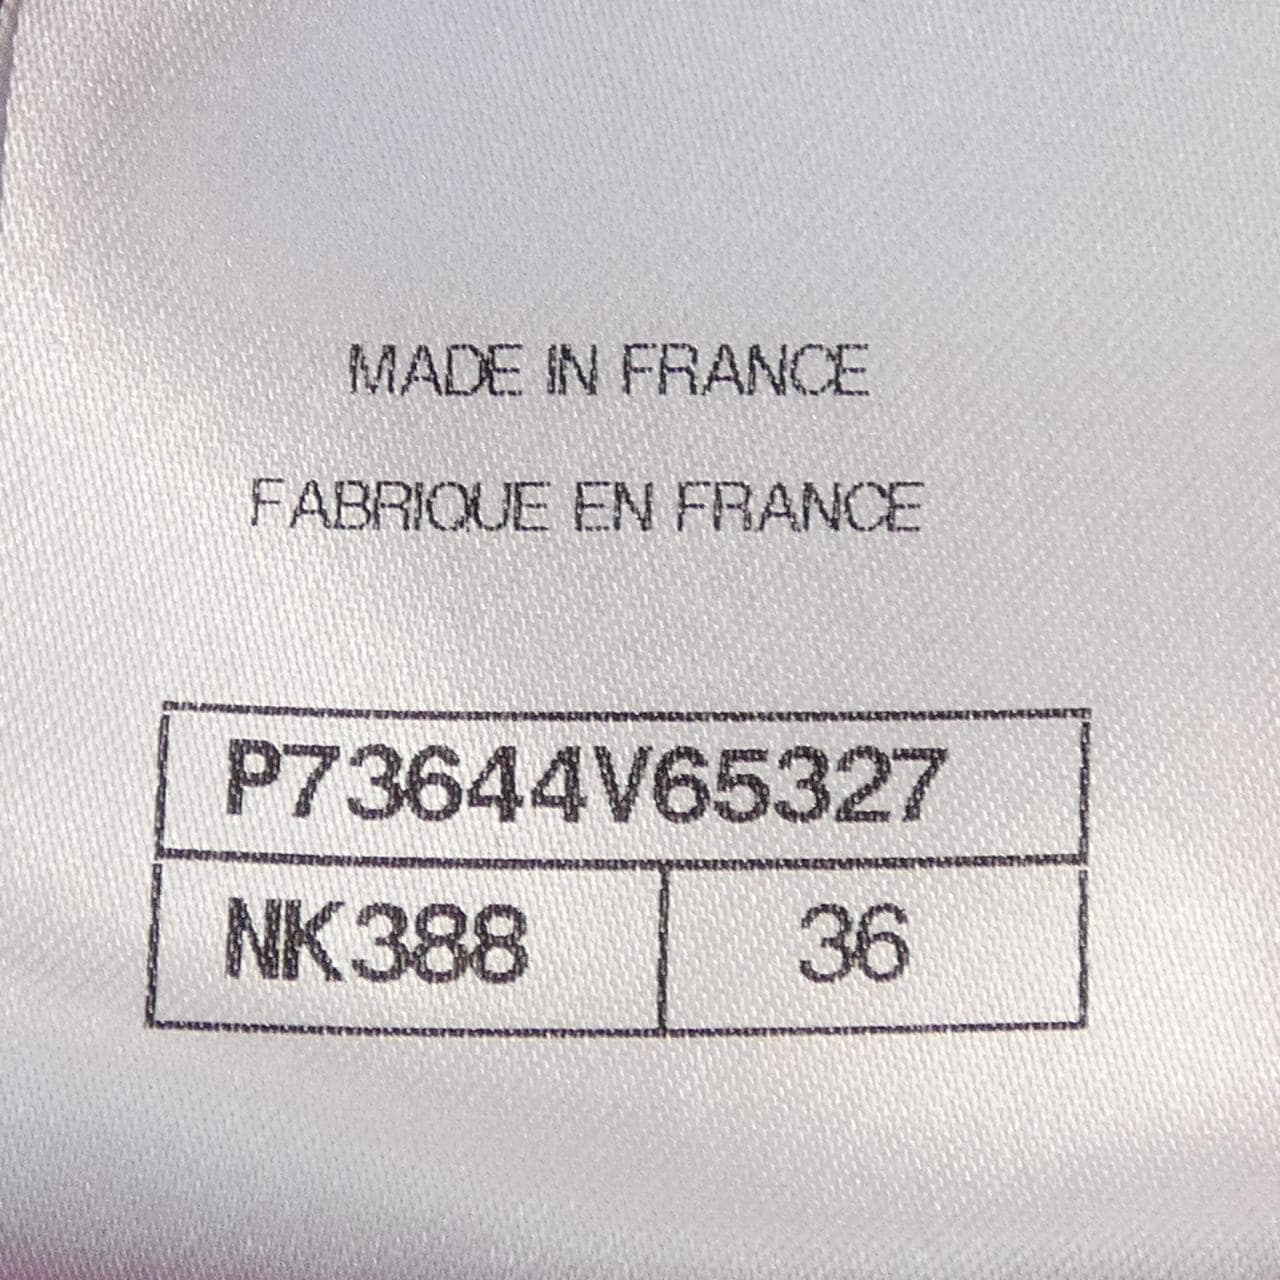 MADE IN FRANCE
FABRIQUE EN FRANCE
P73644V65327
NK388 36